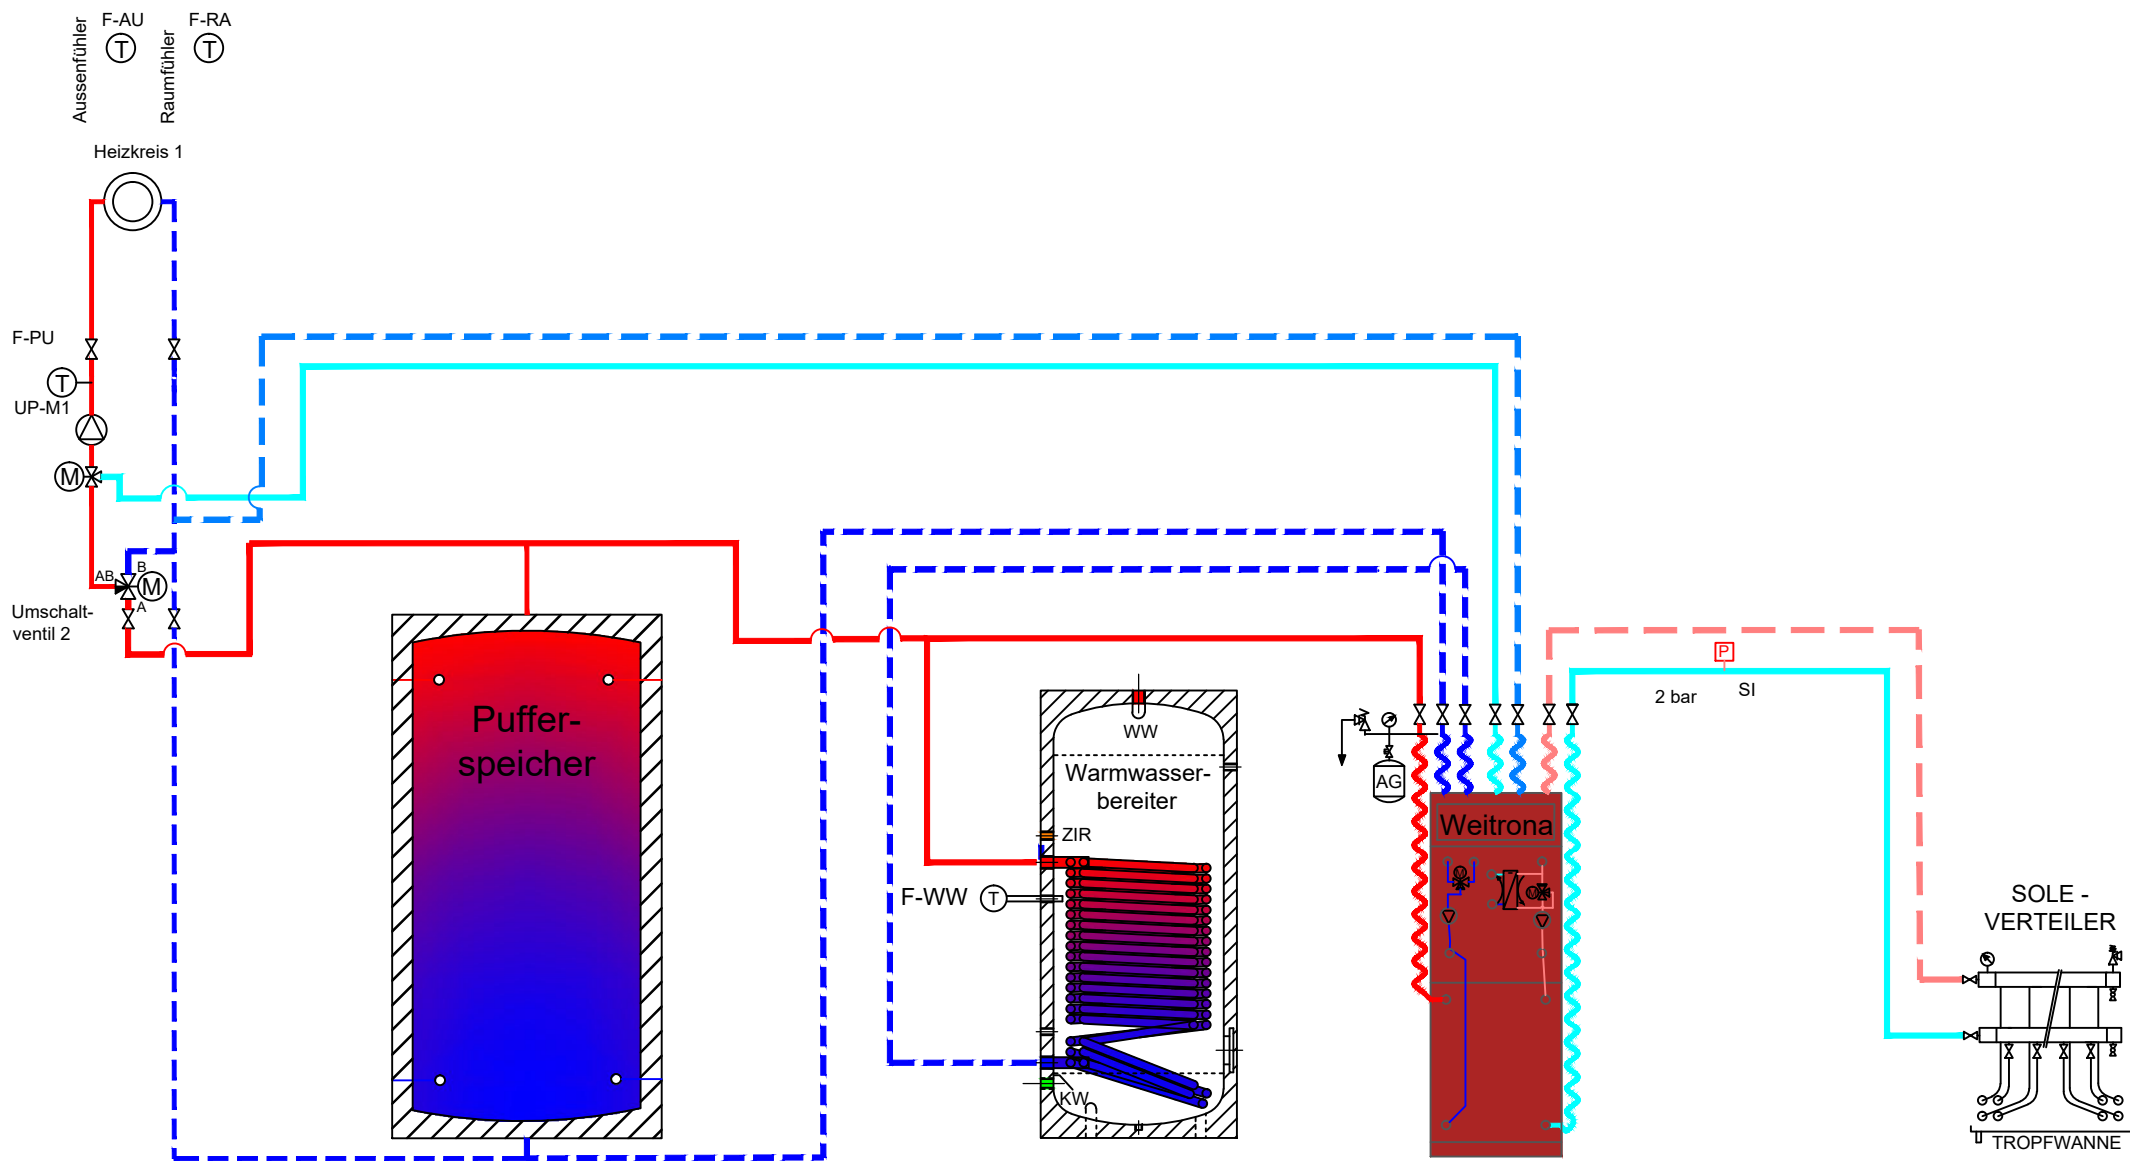 Aussenfühler
F-AU
T
Raumfühler
F-RA
T
Heizkreis 1
F-PU
T
UP-M1
M
AB
B
M
A
Umschalt-
ventil 2
Puffer-
speicher
WW
Warmwasser-
bereiter
ZIR
F-WW
T
KW
AG
Weitrona
M
M
P
2 bar
SI
SOLE -
VERTEILER
TROPFWANNE